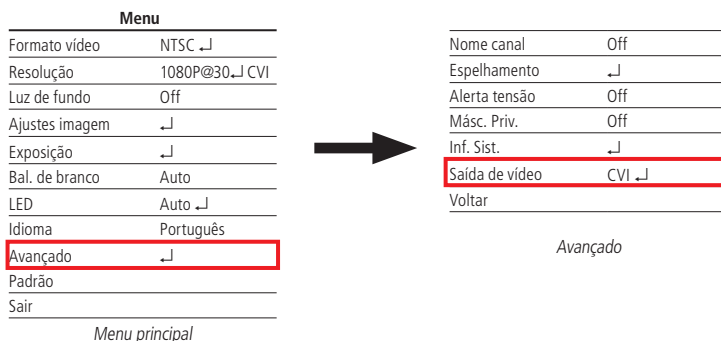 Menu
Formato vídeo NTSC ↲
Resolução 1080P@30↲ CVI
Luz de fundo Off
Ajustes imagem ↲
Exposição ↲
Bal. de branco Auto
LED Auto ↲
Idioma Português
Avançado ↲
Padrão
Sair
Menu principal
Nome canal Off
Espelhamento ↲
Alerta tensão Off
Másc. Priv. Off
Inf. Sist. ↲
Saída de vídeo CVI ↲
Voltar
Avançado